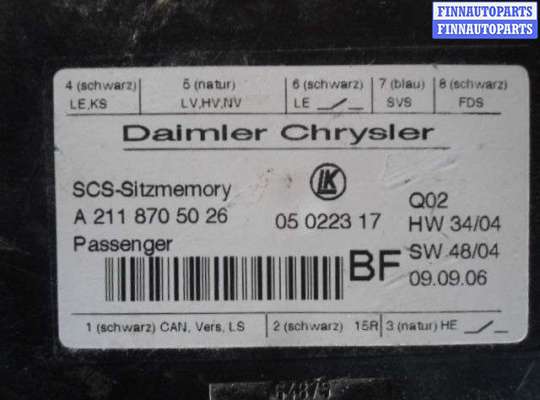 FINNAUTOPARTS
FINNAUTOPARTS
4 (schwarz) 5 (natur) 6 (schwarz) 7 (blau) 8 (schwarz)
LE,KS LV,HV,NV LE SVS FDS
Daimler Chrysler
SCS-Sitzmemory LK Q02
A 211 870 50 26 05 0223 17 HW 34/04
Passenger BF SW 48/04
09.09.06
1 (schwarz) CAN, Vers, LS 2 (schwarz) 15R 3 (natur) HE